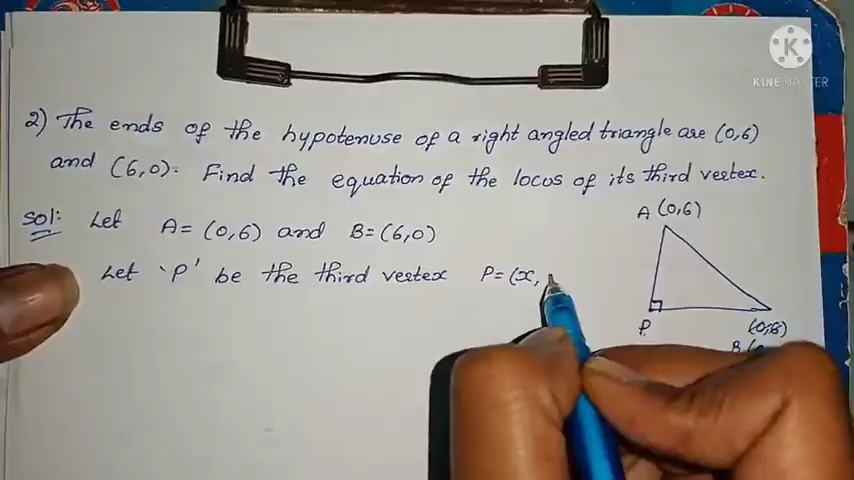 KINE MASTER
2) The ends of the hypotenuse of a right angled triangle are (0,6)
and (6,0). Find the equation of the locus of its third vertex.
Sol: Let A = (0,6) and B = (6,0)
Let 'P' be the third vertex P = (x,
A (0,6)
P
(0,6)
B (